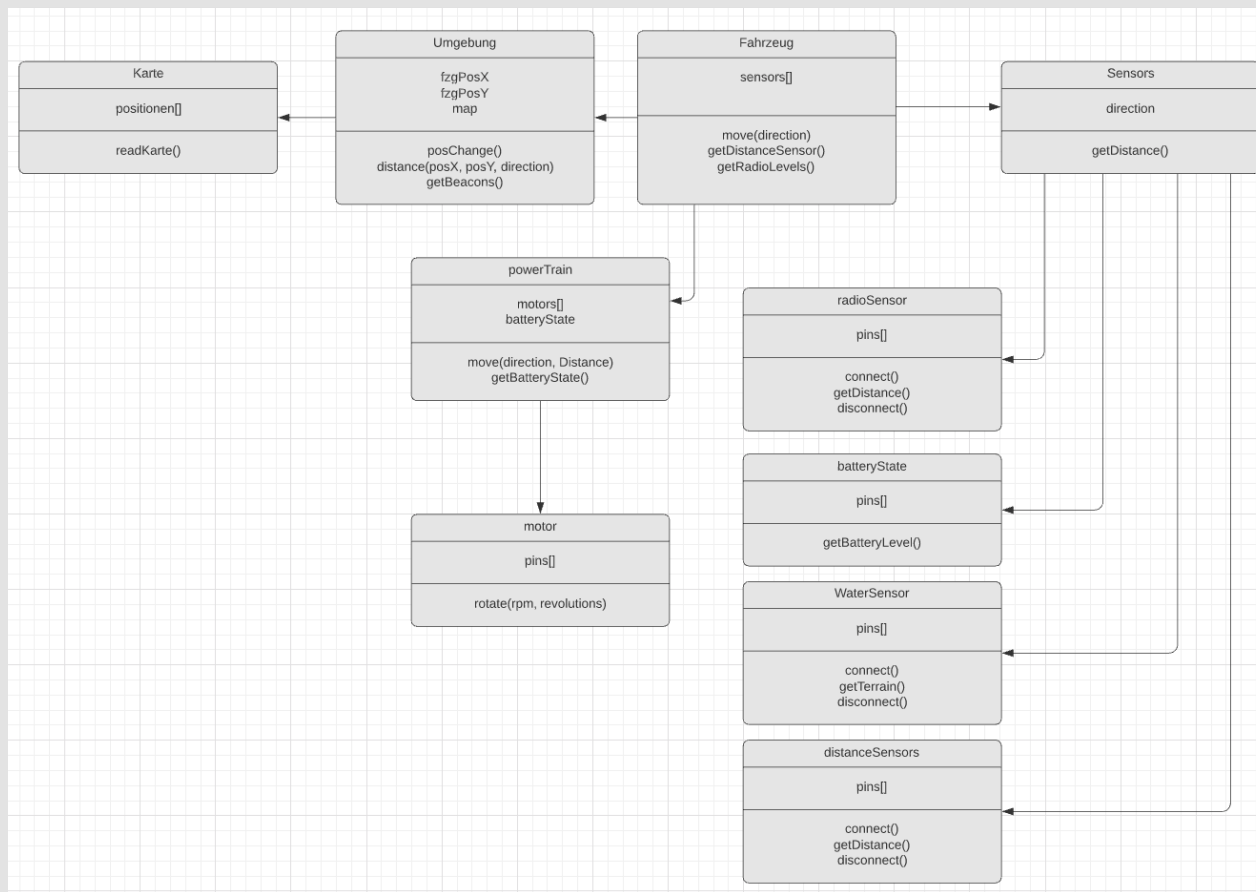 Karte
positionen[]
readKarte()
Umgebung
fzgPosX
fzgPosY
map
posChange()
distance(posX, posY, direction)
getBeacons()
Fahrzeug
sensors[]
move(direction)
getDistanceSensor()
getRadioLevels()
Sensors
direction
getDistance()
powerTrain
motors[]
batteryState
move(direction, Distance)
getBatteryState()
motor
pins[]
rotate(rpm, revolutions)
radioSensor
pins[]
connect()
getDistance()
disconnect()
batteryState
pins[]
getBatteryLevel()
WaterSensor
pins[]
connect()
getTerrain()
disconnect()
distanceSensors
pins[]
connect()
getDistance()
disconnect()